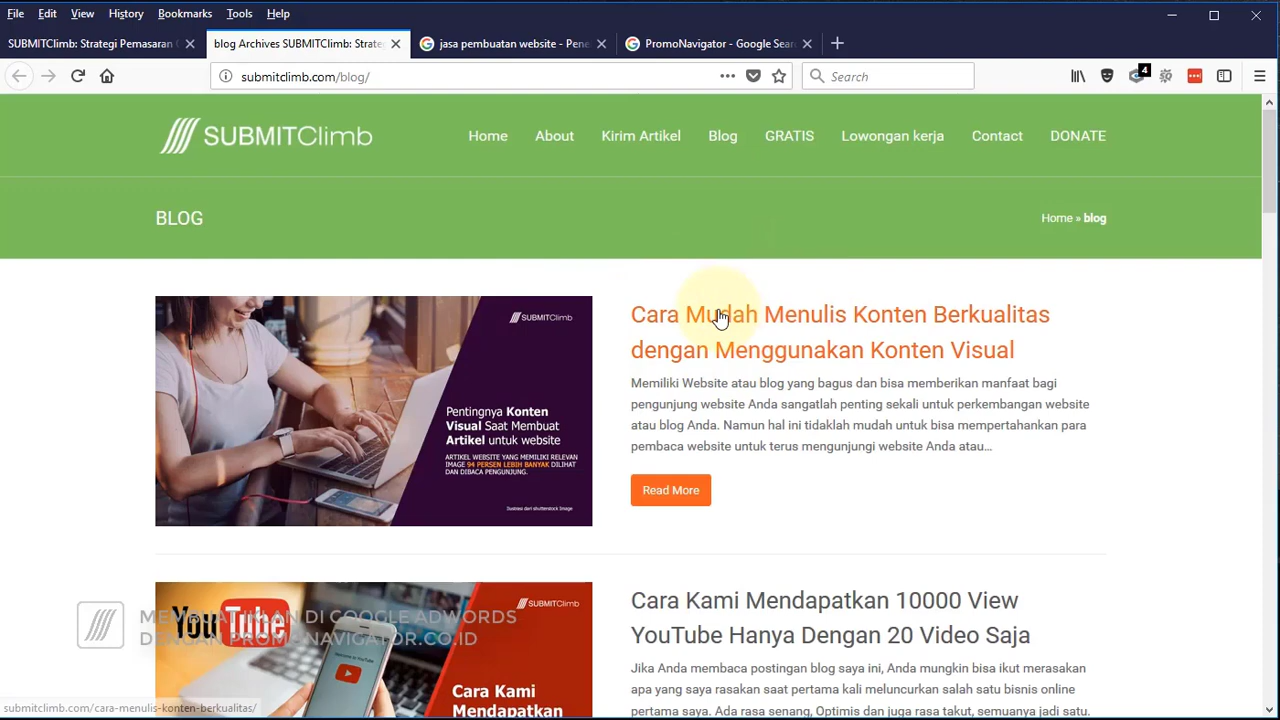 File Edit View History Bookmarks Tools Help
SUBMITClimb: Strategi Pemasaran
blog Archives SUBMITClimb: Strate
jasa pembuatan website - Pene
PromoNavigator - Google Sear
submitclimb.com/blog/
Search
4
SUBMITClimb
Home About Kirim Artikel Blog GRATIS Lowongan kerja Contact DONATE
BLOG
Home » blog
SUBMITClimb
Pentingnya Konten
Visual Saat Membuat
Artikel untuk website
ARTIKEL WEBSITE YANG MEMILIKI RELEVAN
IMAGE 94 PERSEN LEBIH BANYAK DILIHAT
DAN DIBACA PENGUNJUNG.
Ilustrasi dari shutterstock Image
Cara Mudah Menulis Konten Berkualitas
dengan Menggunakan Konten Visual
Memiliki Website atau blog yang bagus dan bisa memberikan manfaat bagi
pengunjung website Anda sangatlah penting sekali untuk perkembangan website
atau blog Anda. Namun hal ini tidaklah mudah untuk bisa mempertahankan para
pembaca website untuk terus mengunjungi website Anda atau…
Read More
YouTube
SUBMITClimb
Cara Kami
Mendapatkan
Cara Kami Mendapatkan 10000 View
YouTube Hanya Dengan 20 Video Saja
Jika Anda membaca postingan blog saya ini, Anda mungkin bisa ikut merasakan
apa yang saya rasakan saat pertama kali meluncurkan salah satu bisnis online
pertama saya. Ada rasa senang, Optimis dan juga rasa takut, semuanya jadi satu.
MEMBUAT IKLAN DI GOOGLE ADWORDS
DENGAN PROMONAVIGATOR.CO.ID
submitclimb.com/cara-menulis-konten-berkualitas/